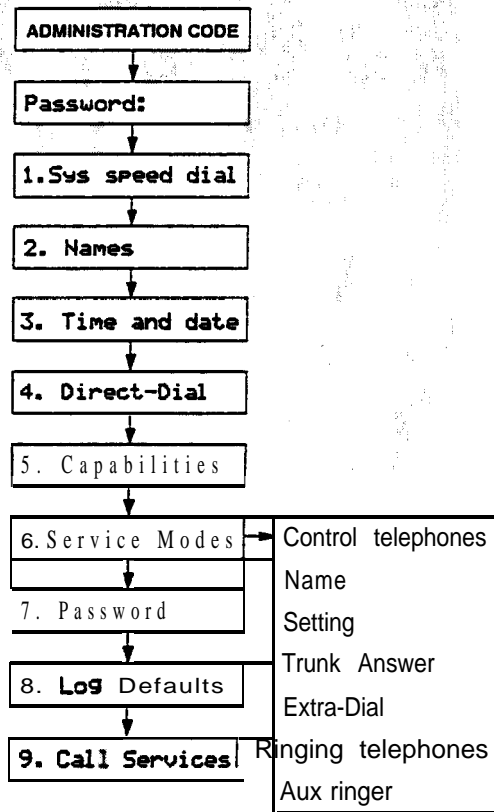 ADMINISTRATION CODE
Password:
1.Sys speed dial
2. Names
3. Time and date
4. Direct-Dial
5. Capabilities
6. Service Modes
7. Password
8. Log Defaults
9. Call Services
Control telephones
Name
Setting
Trunk Answer
Extra-Dial
Ringing telephones
Aux ringer